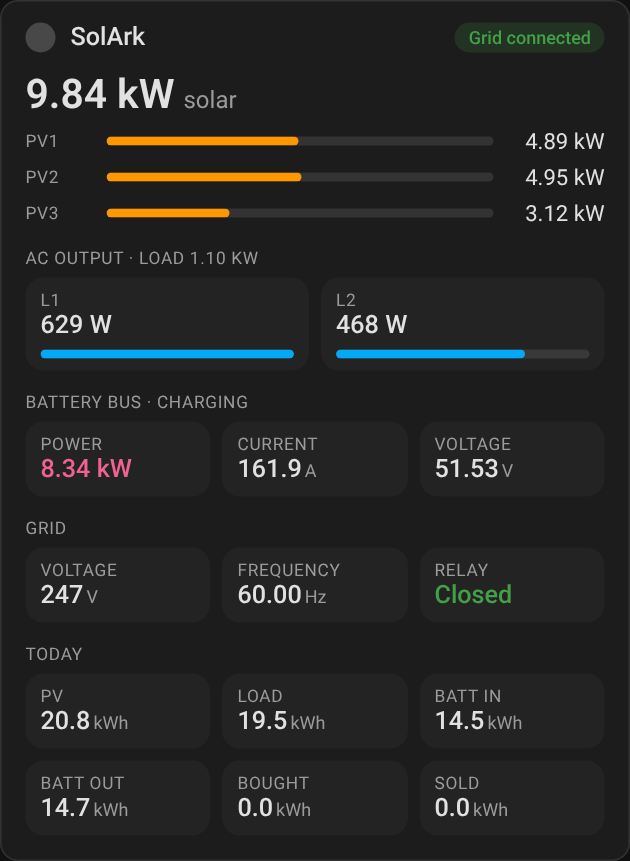 SolArk
Grid connected
9.84 kW solar
PV1 4.89 kW
PV2 4.95 kW
PV3 3.12 kW
AC OUTPUT · LOAD 1.10 KW
L1
629 W
L2
468 W
BATTERY BUS · CHARGING
POWER
8.34 kW
CURRENT
161.9 A
VOLTAGE
51.53 V
GRID
VOLTAGE
247 V
FREQUENCY
60.00 Hz
RELAY
Closed
TODAY
PV
20.8 kWh
LOAD
19.5 kWh
BATT IN
14.5 kWh
BATT OUT
14.7 kWh
BOUGHT
0.0 kWh
SOLD
0.0 kWh